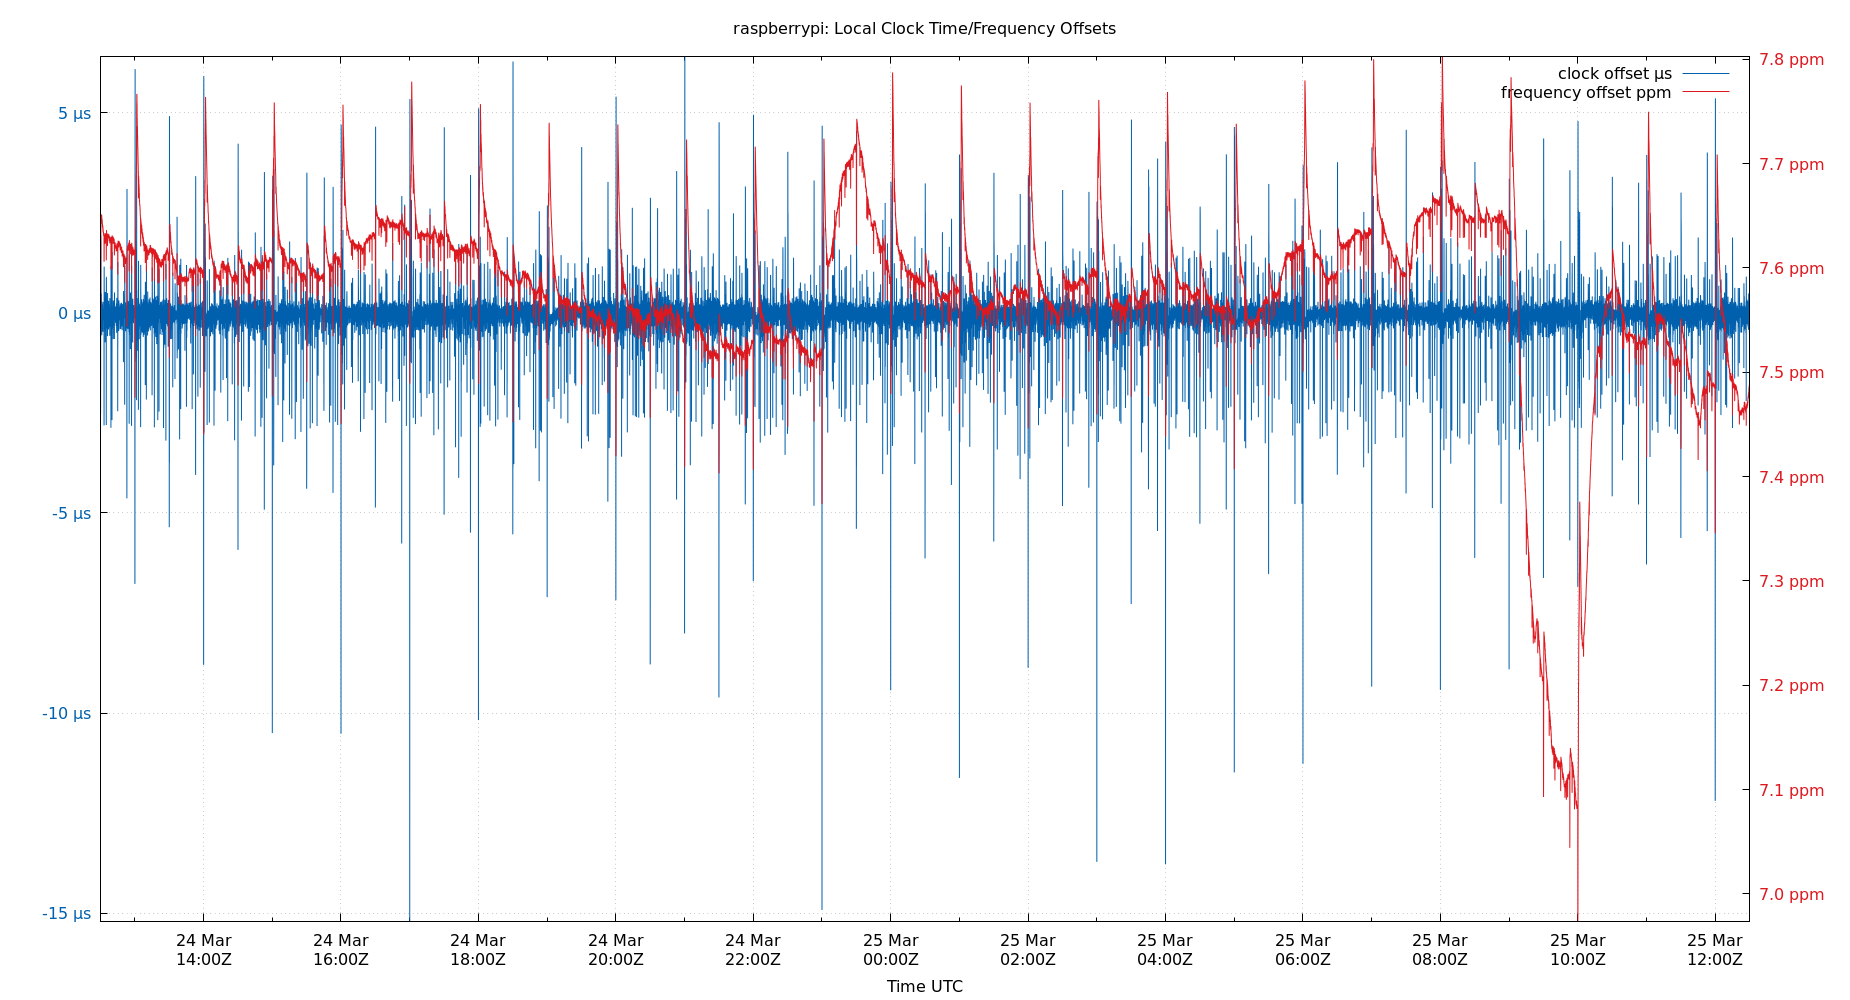 raspberrypi: Local Clock Time/Frequency Offsets
clock offset µs
frequency offset ppm
5 µs
0 µs
-5 µs
-10 µs
-15 µs
7.8 ppm
7.7 ppm
7.6 ppm
7.5 ppm
7.4 ppm
7.3 ppm
7.2 ppm
7.1 ppm
7.0 ppm
24 Mar 24 Mar 24 Mar 24 Mar 24 Mar 25 Mar 25 Mar 25 Mar 25 Mar 25 Mar 25 Mar 25 Mar
14:00Z 16:00Z 18:00Z 20:00Z 22:00Z 00:00Z 02:00Z 04:00Z 06:00Z 08:00Z 10:00Z 12:00Z
Time UTC